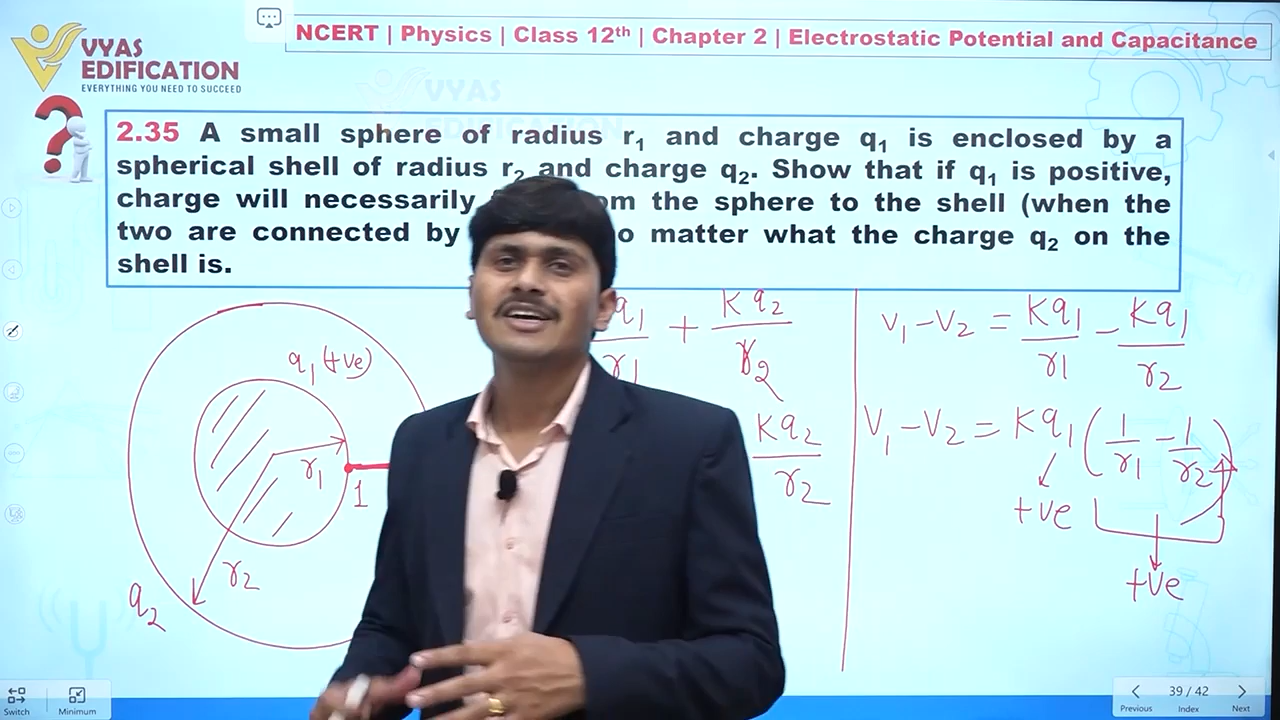 NCERT | Physics | Class 12th | Chapter 2 | Electrostatic Potential and Capacitance
VYAS
EDIFICATION
EVERYTHING YOU NEED TO SUCCEED
VYAS
EDIFICATION
2.35 A small sphere of radius r₁ and charge q₁ is enclosed by a
spherical shell of radius r₂ and charge q₂. Show that if q₁ is positive,
charge will necessarily the sphere to the shell (when the
two are connected by matter what the charge q₂ on the
shell is.
q₁ (+ve)
r₁
1
r₂
q₂
q₁/r₁ + Kq₂/r₂
Kq₂/r₂
V₁-V₂ = Kq₁/r₁ - Kq₁/r₂
V₁-V₂ = Kq₁ (1/r₁ - 1/r₂)
+ve
+ve
Switch
Minimum
39 / 42
Previous
Index
Next